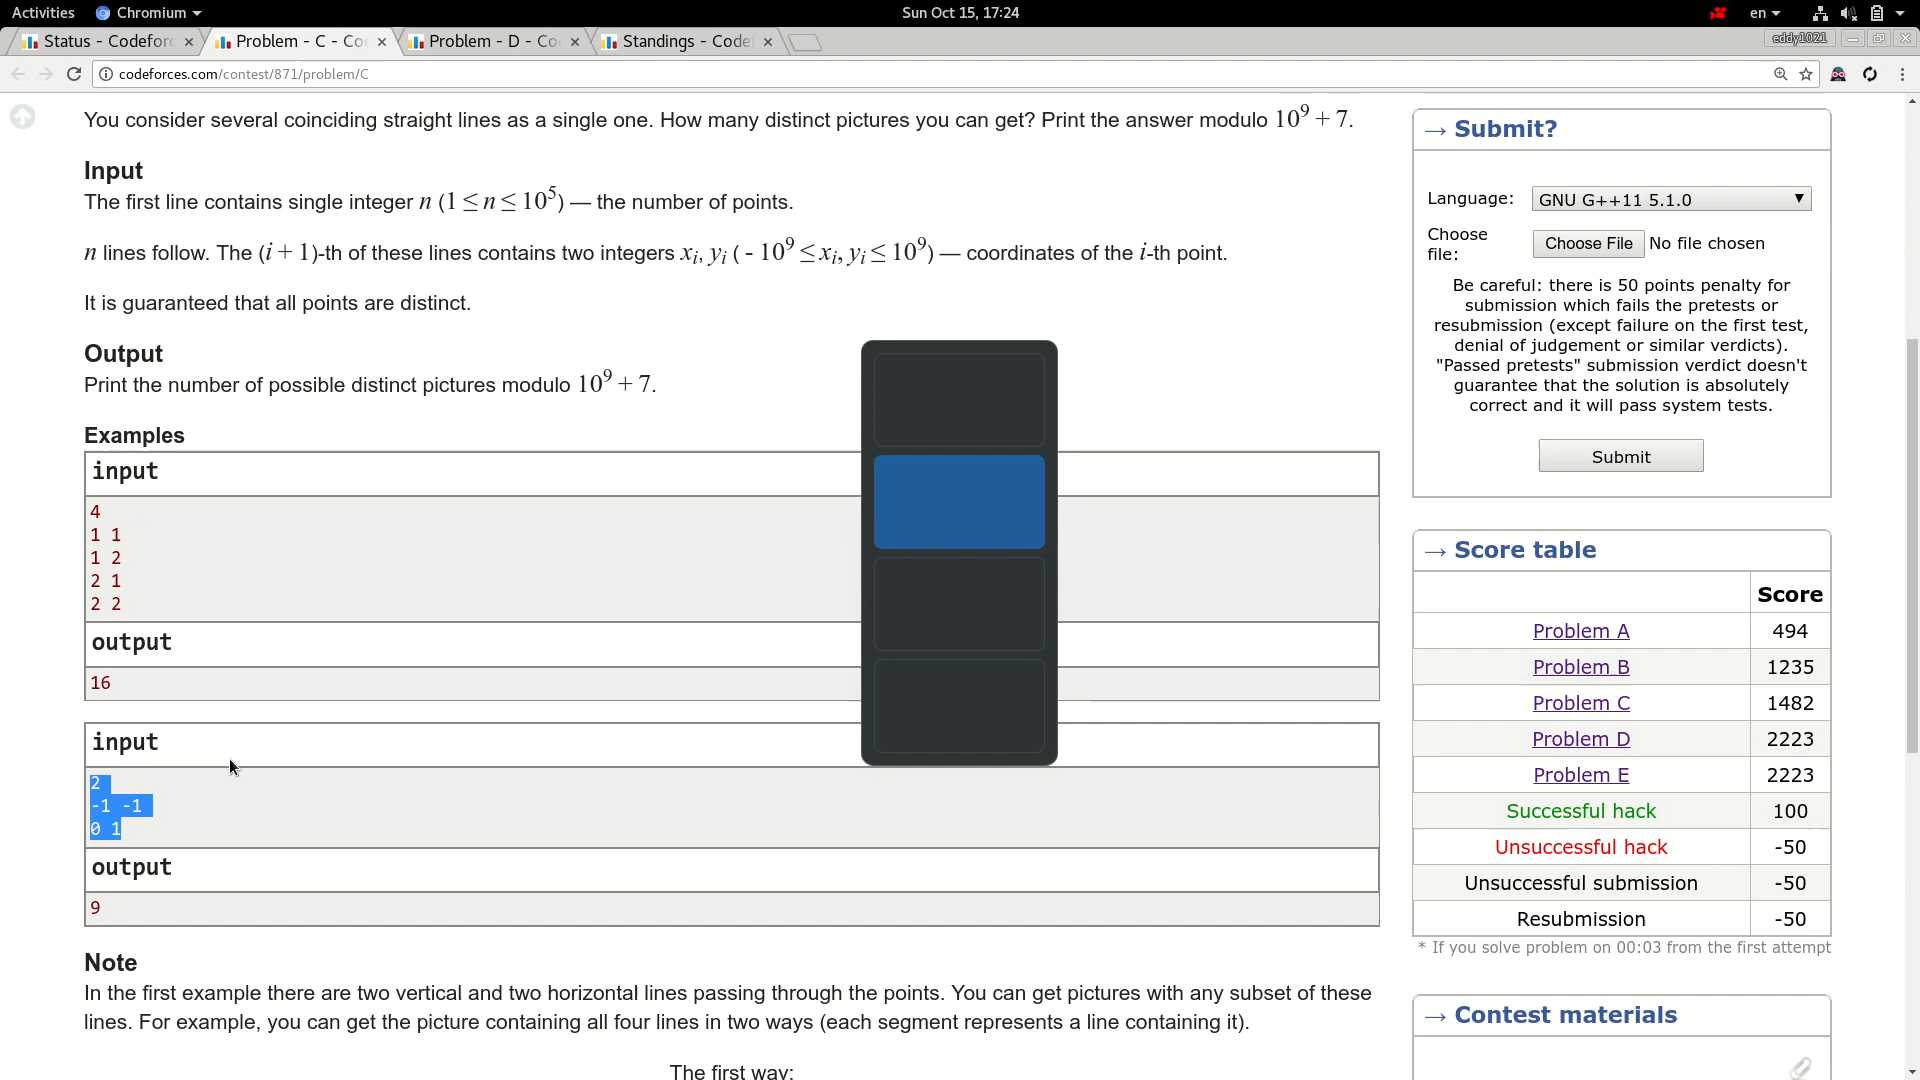 Activities Chromium Sun Oct 15, 17:24 en
Status - Codeforc Problem - C - Co Problem - D - Co Standings - Codef eddy1021
codeforces.com/contest/871/problem/C
You consider several coinciding straight lines as a single one. How many distinct pictures you can get? Print the answer modulo 10^9 + 7.
Input
The first line contains single integer n (1 ≤ n ≤ 10^5) — the number of points.
n lines follow. The (i + 1)-th of these lines contains two integers x_i, y_i ( - 10^9 ≤ x_i, y_i ≤ 10^9) — coordinates of the i-th point.
It is guaranteed that all points are distinct.
Output
Print the number of possible distinct pictures modulo 10^9 + 7.
Examples
input
4
1 1
1 2
2 1
2 2
output
16
input
2
-1 -1
0 1
output
9
Note
In the first example there are two vertical and two horizontal lines passing through the points. You can get pictures with any subset of these
lines. For example, you can get the picture containing all four lines in two ways (each segment represents a line containing it).
The first way:
→ Submit?
Language: GNU G++11 5.1.0
Choose
file: Choose File No file chosen
Be careful: there is 50 points penalty for
submission which fails the pretests or
resubmission (except failure on the first test,
denial of judgement or similar verdicts).
"Passed pretests" submission verdict doesn't
guarantee that the solution is absolutely
correct and it will pass system tests.
Submit
→ Score table
Score
Problem A 494
Problem B 1235
Problem C 1482
Problem D 2223
Problem E 2223
Successful hack 100
Unsuccessful hack -50
Unsuccessful submission -50
Resubmission -50
* If you solve problem on 00:03 from the first attempt
→ Contest materials